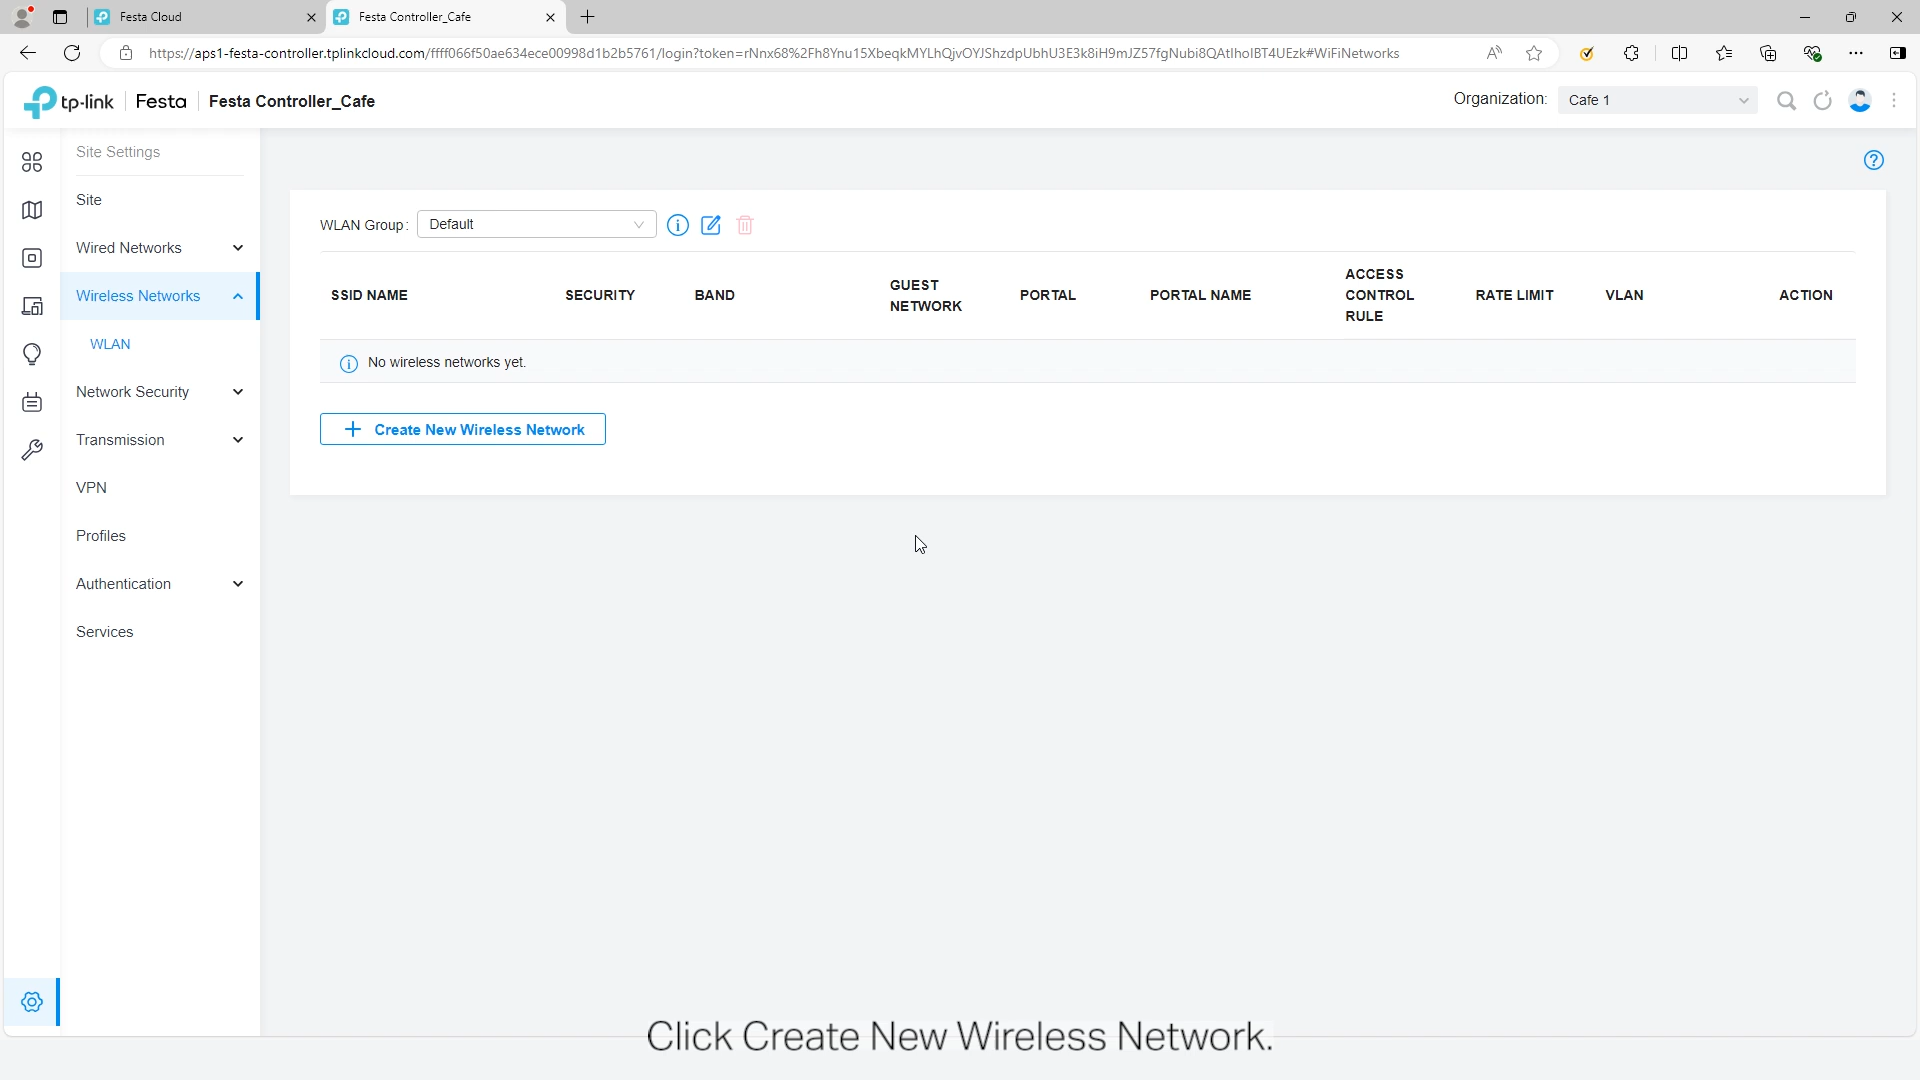 Festa Cloud
Festa Controller_Cafe
https://aps1-festa-controller.tplinkcloud.com/ffff066f50ae634ece00998d1b2b5761/login?token=rNnx68%2Fh8Ynu15XbeqkMYLhQjvOYJShzdpUbhU3E3k8iH9mJZ57fgNubi8QAtlholBT4UEzk#WiFiNetworks
tp-link
Festa
Festa Controller_Cafe
Organization:
Cafe 1
Site Settings
Site
Wired Networks
Wireless Networks
WLAN
Network Security
Transmission
VPN
Profiles
Authentication
Services
WLAN Group:
Default
SSID NAME
SECURITY
BAND
GUEST
NETWORK
PORTAL
PORTAL NAME
ACCESS
CONTROL
RULE
RATE LIMIT
VLAN
ACTION
No wireless networks yet.
Create New Wireless Network
Click Create New Wireless Network.